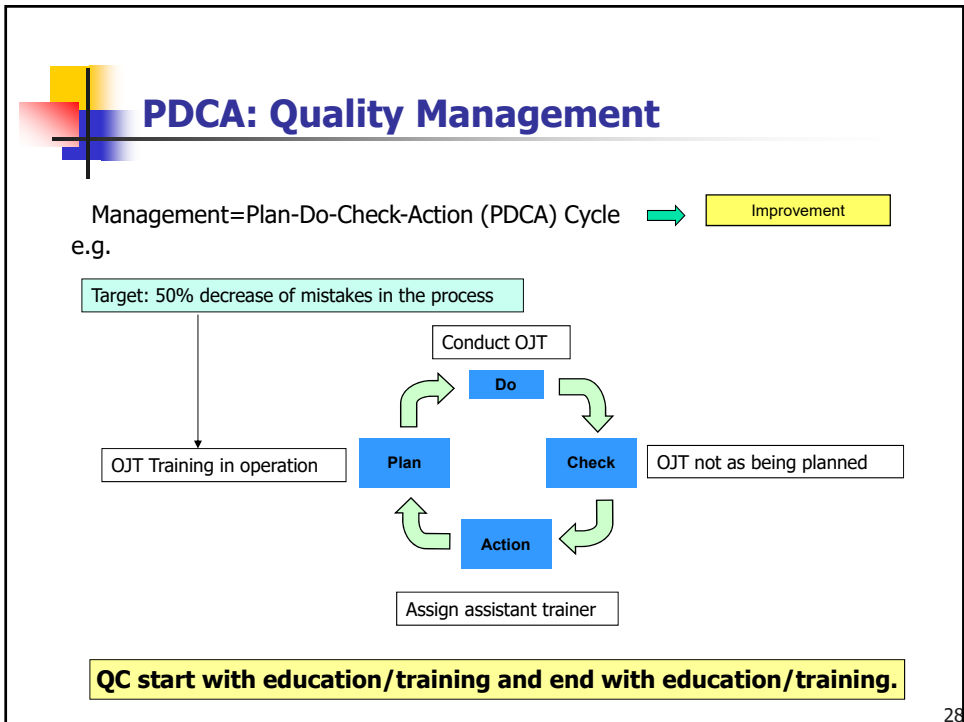 PDCA: Quality Management
Management=Plan-Do-Check-Action (PDCA) Cycle
Improvement
e.g.
Target: 50% decrease of mistakes in the process
Conduct OJT
Do
OJT Training in operation
Plan
Check
OJT not as being planned
Action
Assign assistant trainer
QC start with education/training and end with education/training.
28